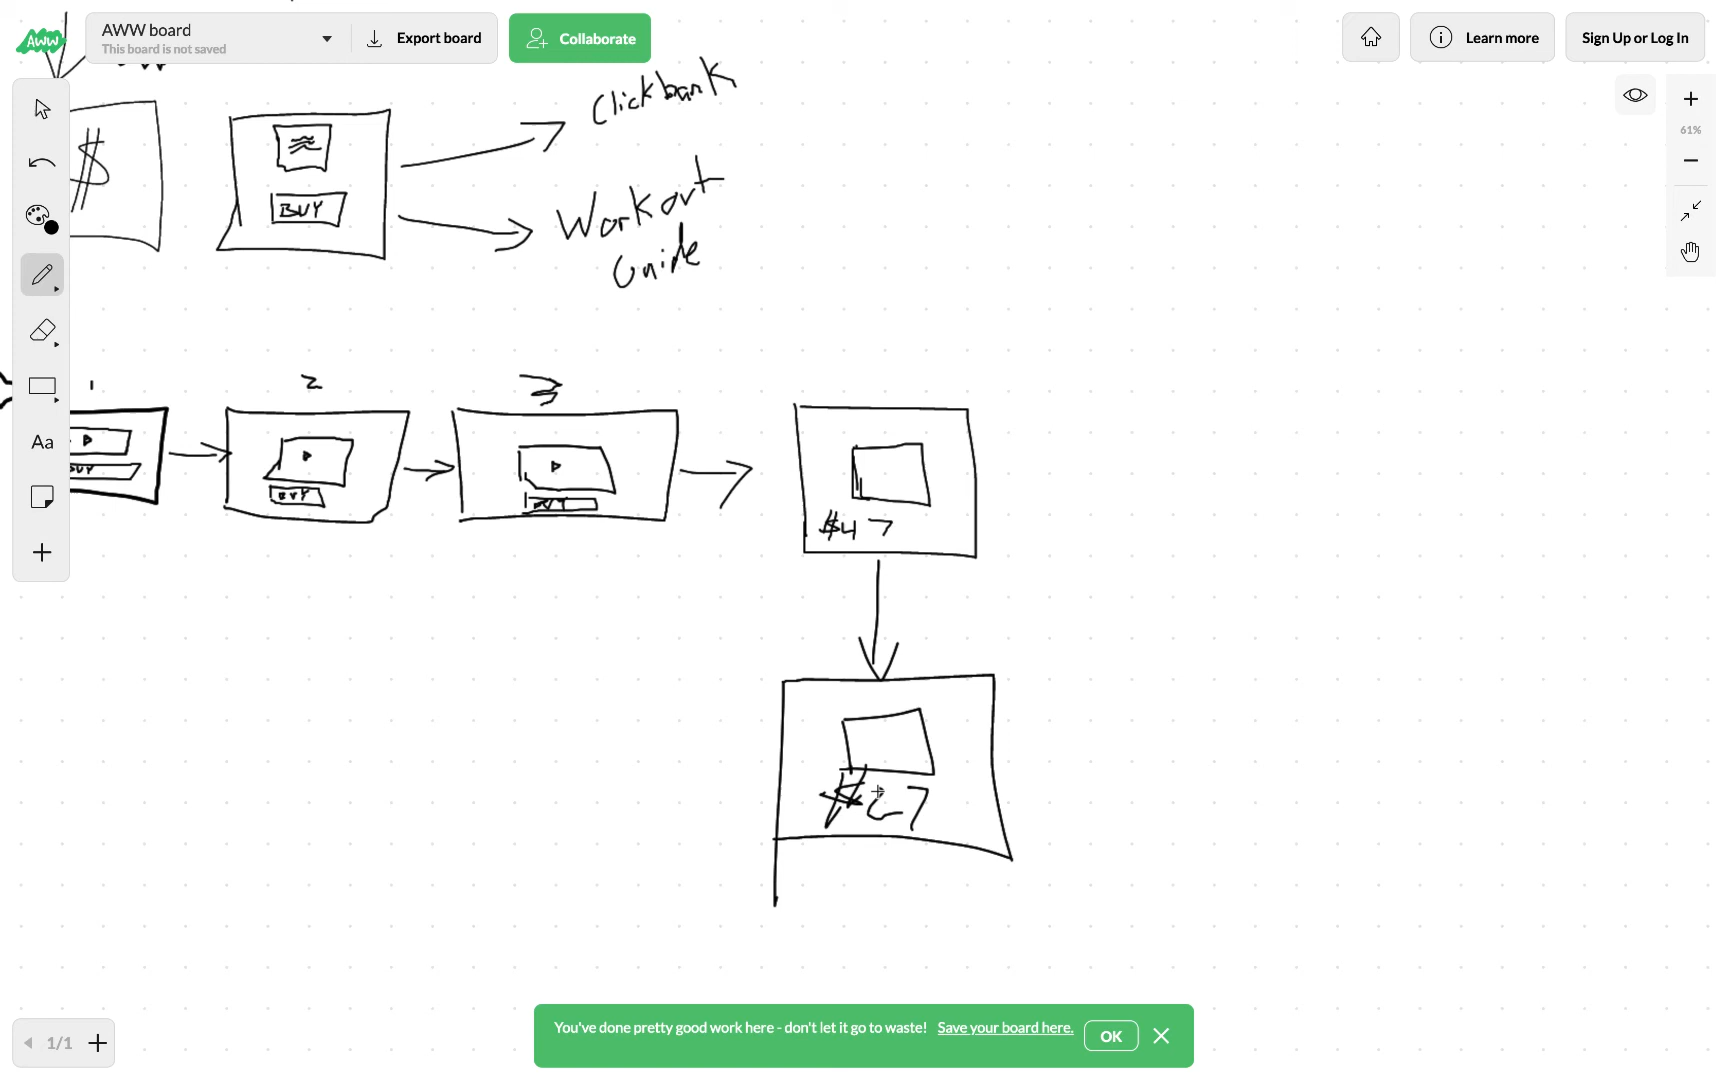 AWW
AWW board
This board is not saved
Export board
Collaborate
Learn more
Sign Up or Log In
61%
$
BUY
Clickbank
Workout
Guide
Aa
1
2
3
BUY
BUY
$47
$27
You've done pretty good work here - don't let it go to waste! Save your board here.
OK
1/1